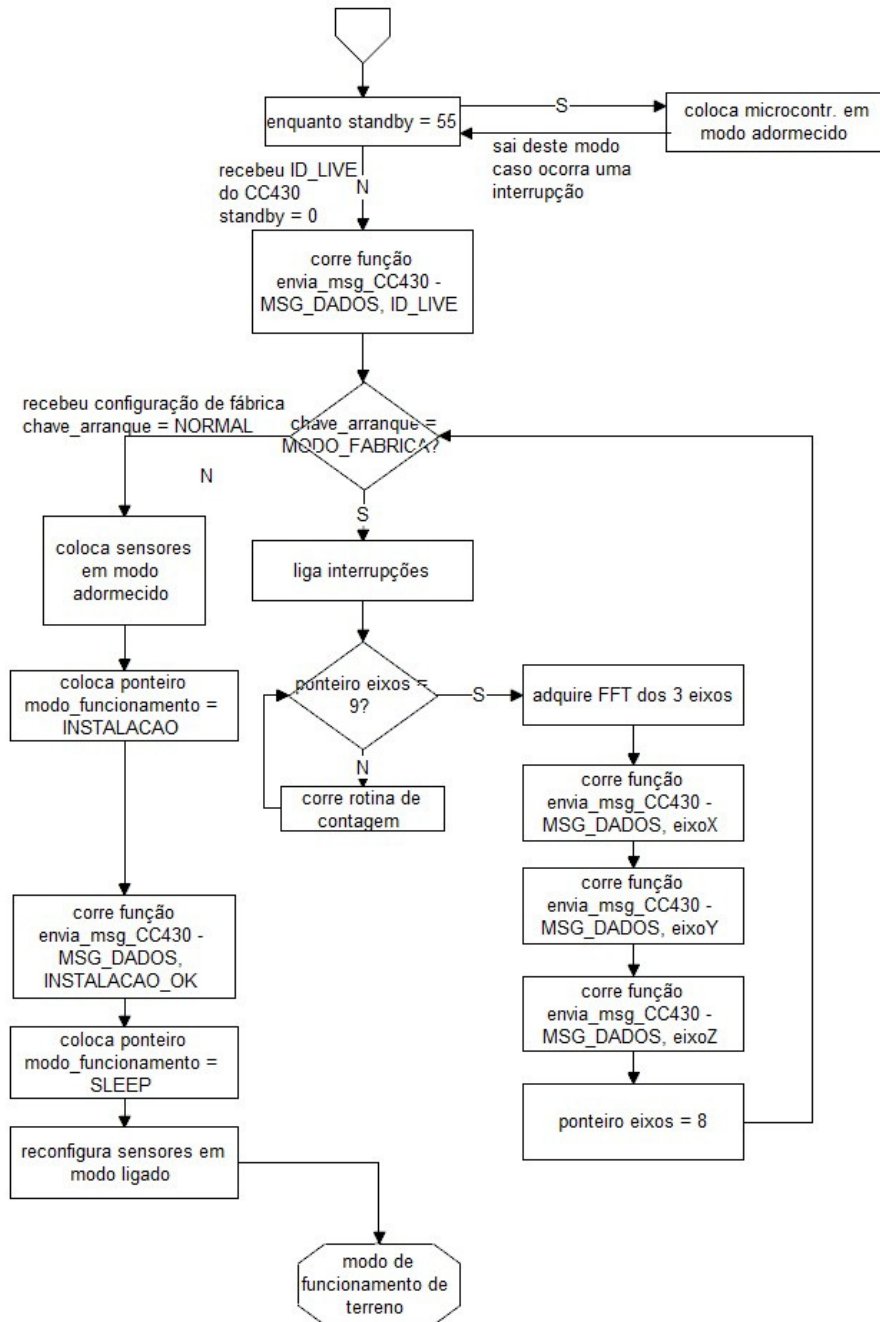 enquanto standby = 55
S
coloca microcontr. em
modo adormecido
sai deste modo
caso ocorra uma
interrupção
recebeu ID_LIVE
do CC430
standby = 0
N
corre função
envia_msg_CC430 -
MSG_DADOS, ID_LIVE
recebeu configuração de fábrica
chave_arranque = NORMAL
chave_arranque =
MODO_FABRICA?
N
S
coloca sensores
em modo
adormecido
liga interrupções
coloca ponteiro
modo_funcionamento =
INSTALACAO
ponteiro eixos =
9?
S
adquire FFT dos 3 eixos
N
corre rotina de
contagem
corre função
envia_msg_CC430 -
MSG_DADOS, eixoX
corre função
envia_msg_CC430 -
MSG_DADOS, eixoY
corre função
envia_msg_CC430 -
MSG_DADOS,
INSTALACAO_OK
corre função
envia_msg_CC430 -
MSG_DADOS, eixoZ
coloca ponteiro
modo_funcionamento =
SLEEP
ponteiro eixos = 8
reconfigura sensores em
modo ligado
modo de
funcionamento de
terreno